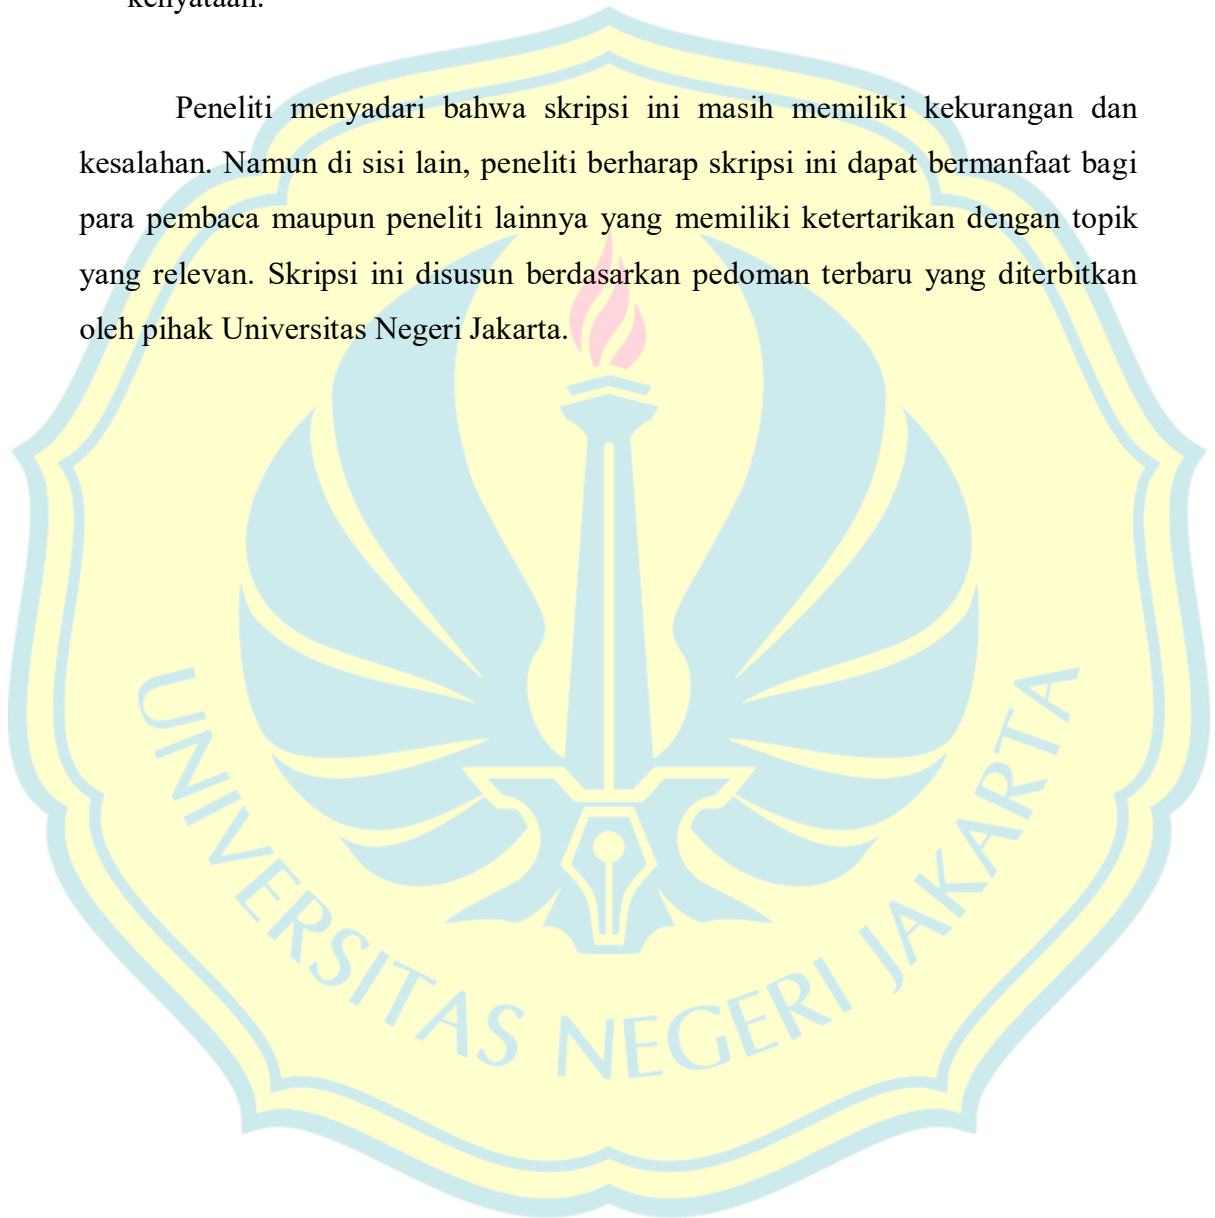 kenyataan.
Peneliti menyadari bahwa skripsi ini masih memiliki kekurangan dan
kesalahan. Namun di sisi lain, peneliti berharap skripsi ini dapat bermanfaat bagi
para pembaca maupun peneliti lainnya yang memiliki ketertarikan dengan topik
yang relevan. Skripsi ini disusun berdasarkan pedoman terbaru yang diterbitkan
oleh pihak Universitas Negeri Jakarta.
UNIVERSITAS NEGERI JAKARTA